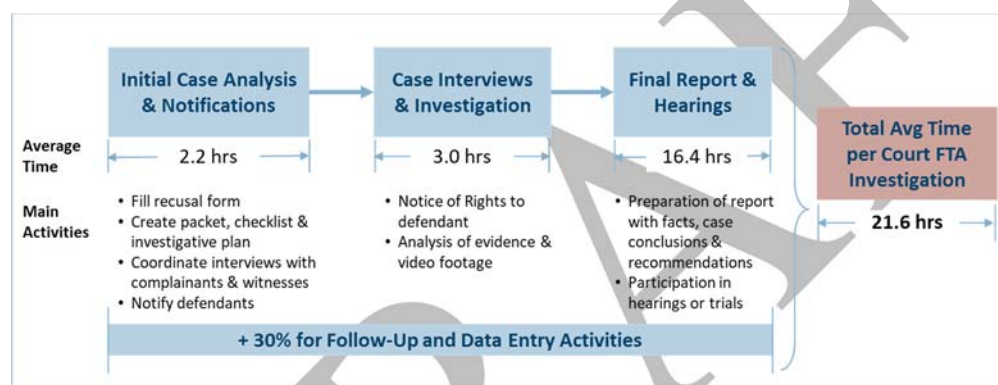 Initial Case Analysis
& Notifications
Case Interviews
& Investigation
Final Report &
Hearings
Total Avg Time
per Court FTA
Investigation
Average
Time
2.2 hrs
3.0 hrs
16.4 hrs
21.6 hrs
Main
Activities
• Fill recusal form
• Create packet, checklist &
investigative plan
• Coordinate interviews with
complainants & witnesses
• Notify defendants
• Notice of Rights to
defendant
• Analysis of evidence &
video footage
• Preparation of report
with facts, case
conclusions &
recommendations
• Participation in
hearings or trials
+ 30% for Follow-Up and Data Entry Activities